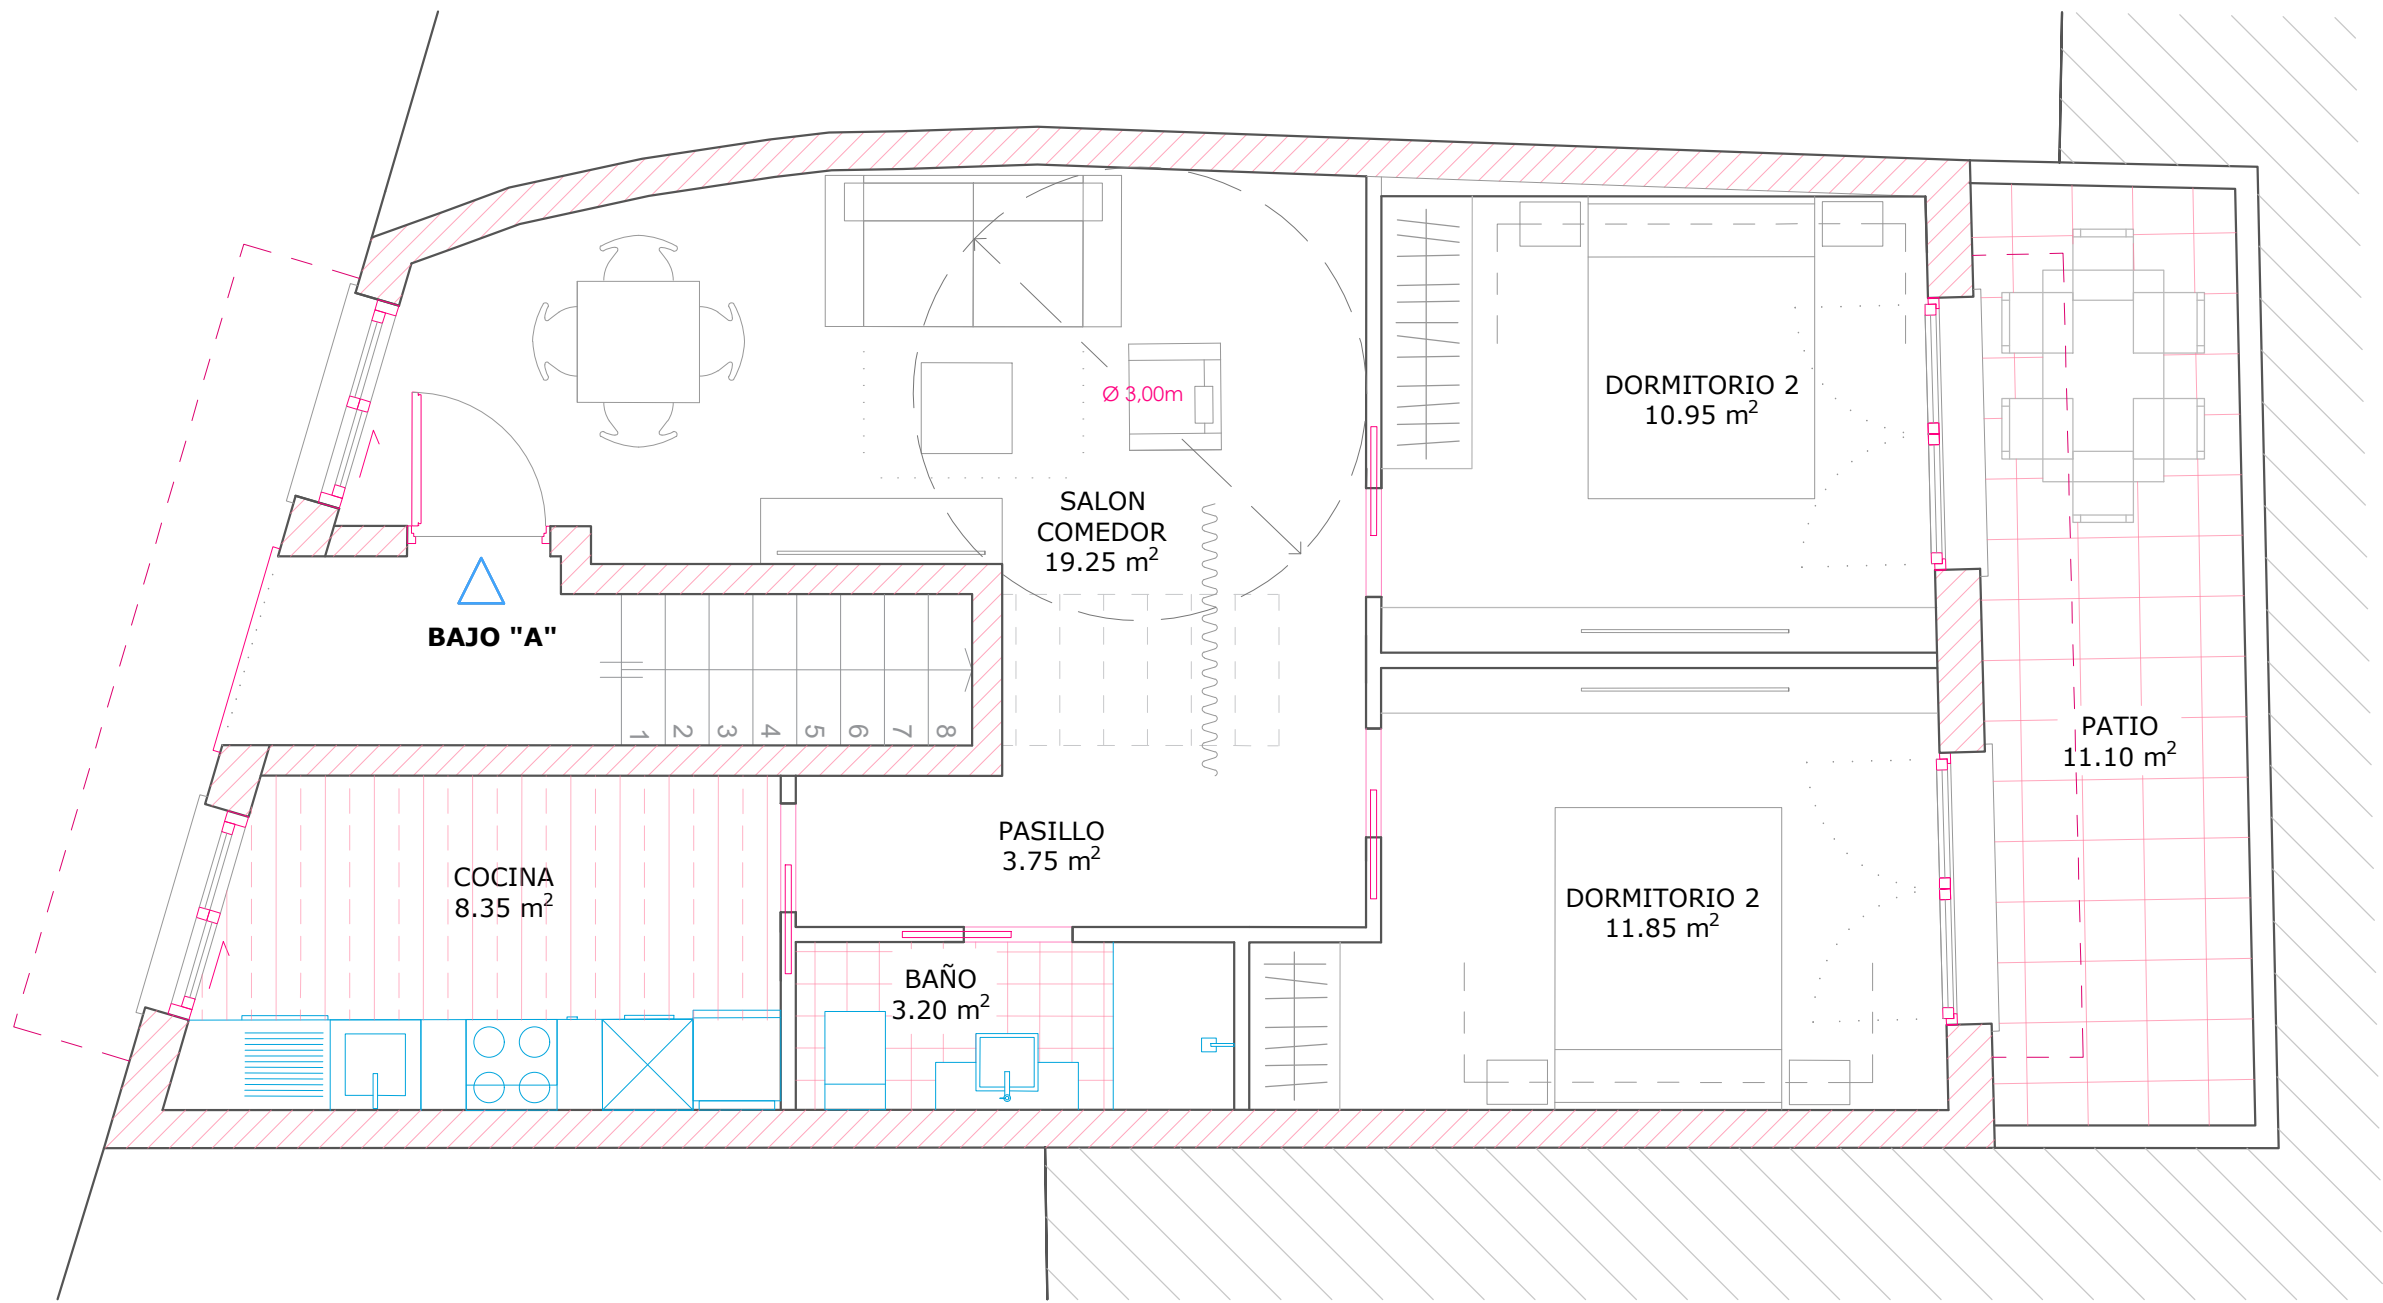 DORMITORIO 2
10.95 m²
Ø 3,00m
SALON
COMEDOR
19.25 m²
BAJO "A"
1 2 3 4 5 6 7 8
PATIO
11.10 m²
PASILLO
3.75 m²
COCINA
8.35 m²
DORMITORIO 2
11.85 m²
BAÑO
3.20 m²